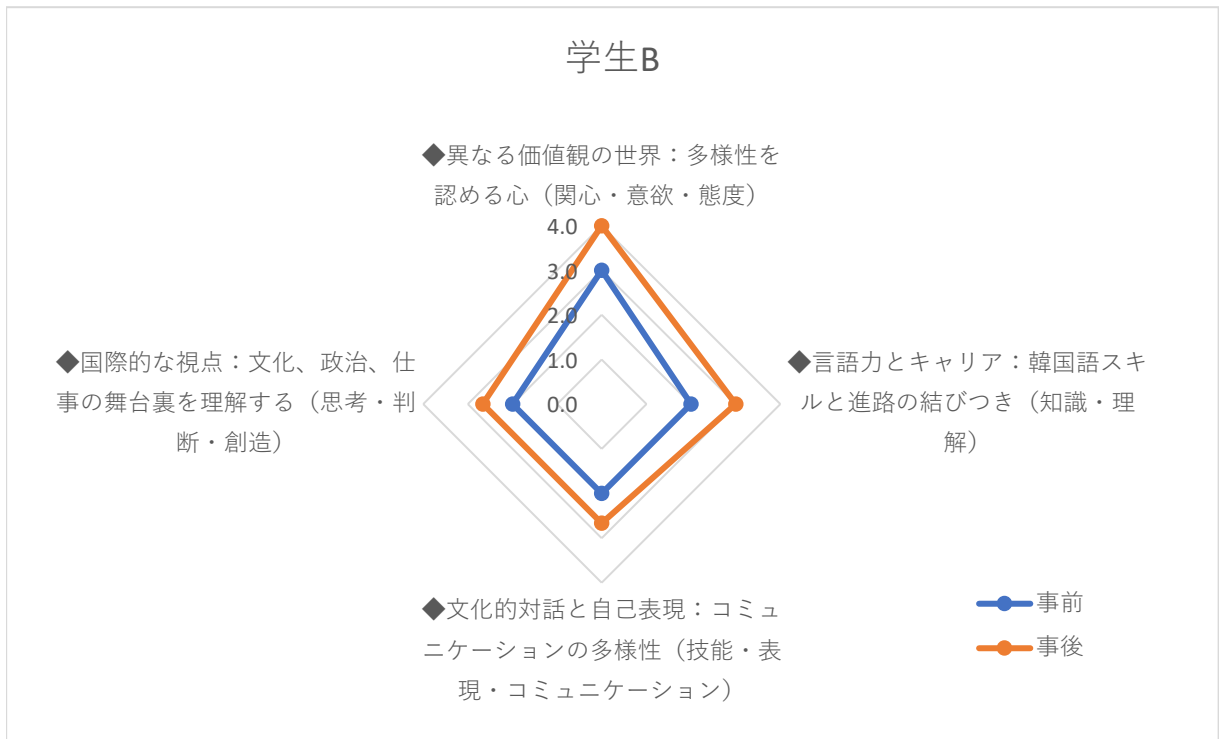 学生B
◆異なる価値観の世界：多様性を
認める心（関心・意欲・態度）
4.0
3.0
2.0
1.0
0.0
◆国際的な視点：文化、政治、仕
事の舞台裏を理解する（思考・判
断・創造）
◆言語力とキャリア：韓国語スキ
ルと進路の結びつき（知識・理
解）
◆文化的対話と自己表現：コミュ
ニケーションの多様性（技能・表
現・コミュニケーション）
事前
事後